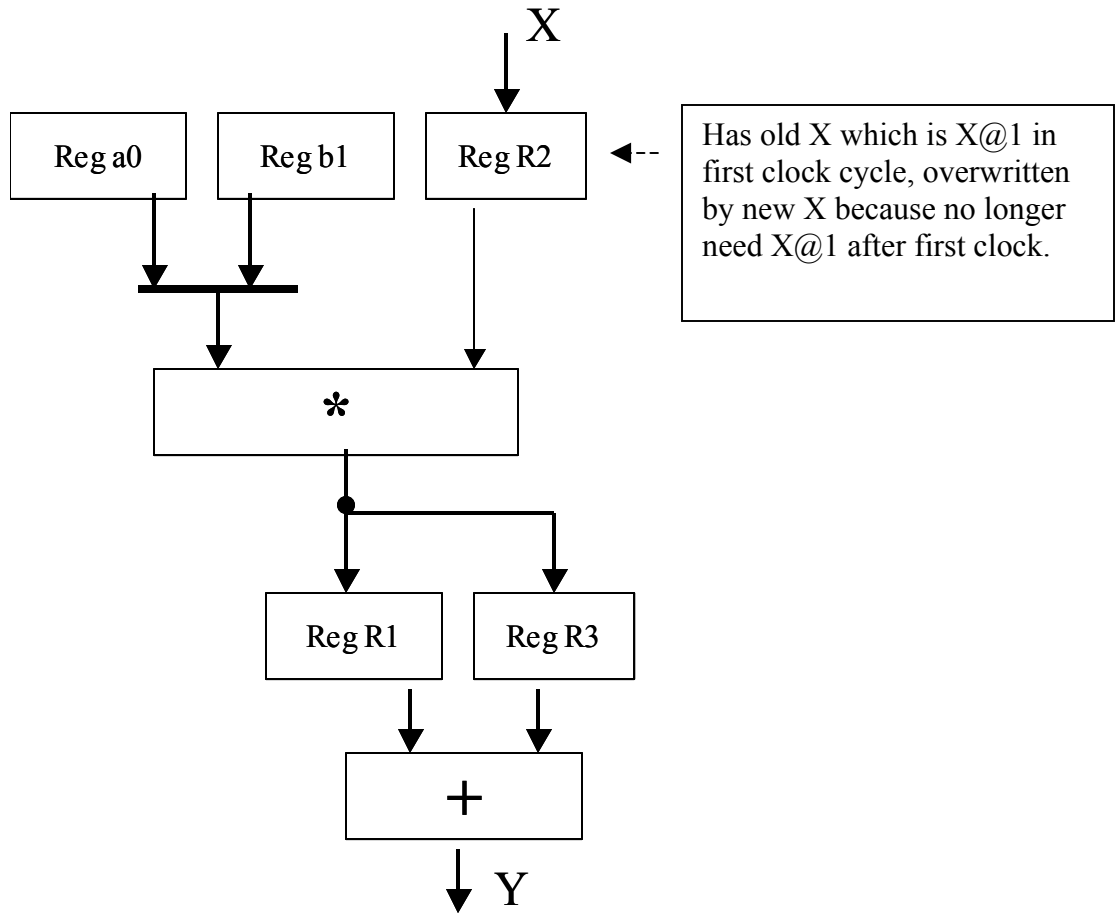 X
Reg a0
Reg b1
Reg R2
Has old X which is X@1 in
first clock cycle, overwritten
by new X because no longer
need X@1 after first clock.
*
Reg R1
Reg R3
+
Y